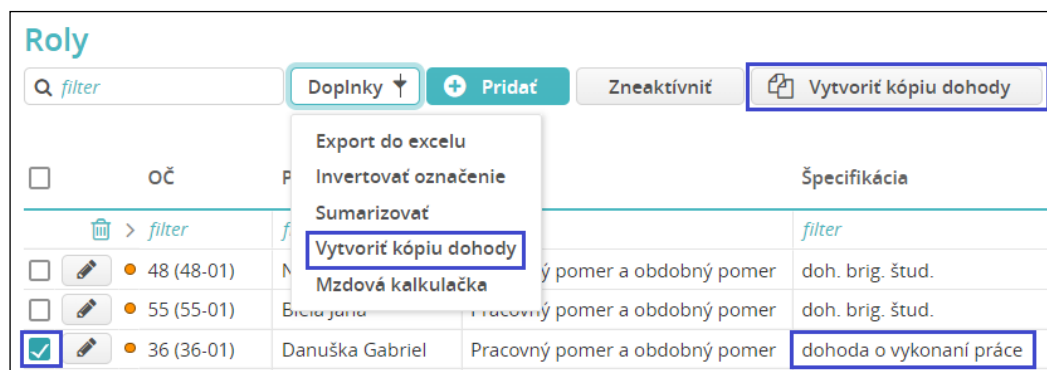 Roly
filter Doplnky Pridať Zneaktívniť Vytvoriť kópiu dohody
Export do excelu
OČ P Invertovať označenie Špecifikácia
Sumarizovať
> filter filter
Vytvoriť kópiu dohody
48 (48-01) N ý pomer a obdobný pomer doh. brig. štud.
Mzdová kalkulačka
55 (55-01) Biela Jana Pracovný pomer a obdobný pomer doh. brig. štud.
36 (36-01) Danuška Gabriel Pracovný pomer a obdobný pomer dohoda o vykonaní práce